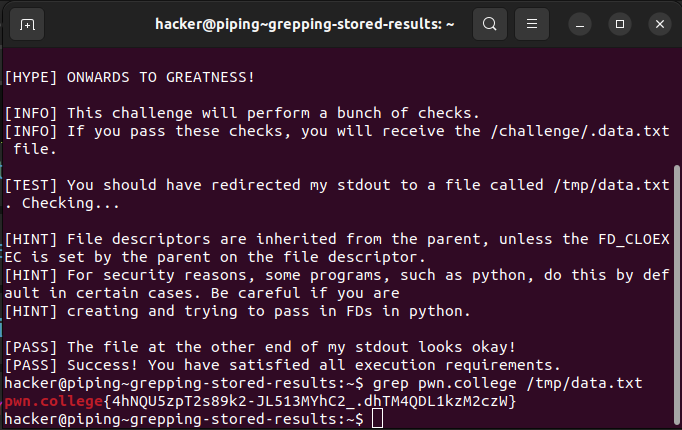 hacker@piping~grepping-stored-results: ~
[HYPE] ONWARDS TO GREATNESS!
[INFO] This challenge will perform a bunch of checks.
[INFO] If you pass these checks, you will receive the /challenge/.data.txt
 file.
[TEST] You should have redirected my stdout to a file called /tmp/data.txt
. Checking...
[HINT] File descriptors are inherited from the parent, unless the FD_CLOEX
EC is set by the parent on the file descriptor.
[HINT] For security reasons, some programs, such as python, do this by def
ault in certain cases. Be careful if you are
[HINT] creating and trying to pass in FDs in python.
[PASS] The file at the other end of my stdout looks okay!
[PASS] Success! You have satisfied all execution requirements.
hacker@piping~grepping-stored-results:~$ grep pwn.college /tmp/data.txt
pwn.college{4hNQU5zpT2s89k2-JL513MYhC2_.dhTM4QDL1kzM2czW}
hacker@piping~grepping-stored-results:~$